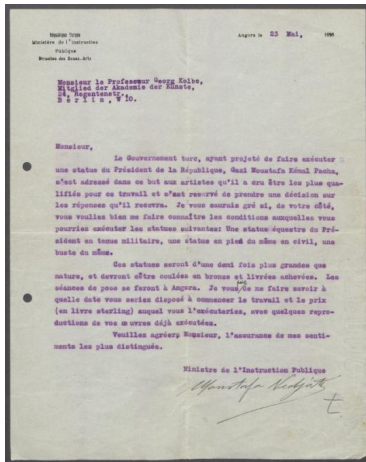 République Turque
Ministère de l'Instruction
Publique
Direction des Beaux-Arts
Angora le 23 Mai,
Monsieur le Professeur Georg Kolbe,
Mitglied der Akademie der Künste,
Regentenstr.,
Berlin, W 10.
Monsieur,
Le Gouvernement turc, ayant projeté de faire exécuter
une statue du Président de la République, Gazi Moustafa Kémal Pacha,
s'est adressé dans ce but aux artistes qu'il a cru être les plus qua-
lifiés pour ce travail et s'est reservé de prendre une décision sur
les réponses qu'il recevra. Je vous saurais gré si, de votre côté,
vous vouliez bien me faire connaître les conditions auxquelles vous
pourriez exécuter les statues suivantes: Une statue équestre du Pré-
sident en tenue militaire, une statue en pied du même en civil, une
buste du même.
Ces statues seront d'une demi fois plus grandes que
nature, et devront être coulées en bronze et livrées achevées. Les
séances de pose se feront à Angora. Je vous de me faire savoir à
quelle date vous seriez disposé à commencer le travail et le prix
(en livre sterling) auquel vous l'exécuteriez, avec quelques repro-
ductions de vos œuvres déjà exécutées.
Veuillez agréer, Monsieur, l'assurance de mes senti-
ments les plus distingués.
Ministre de l'Instruction Publique
Moustafa Nedjati